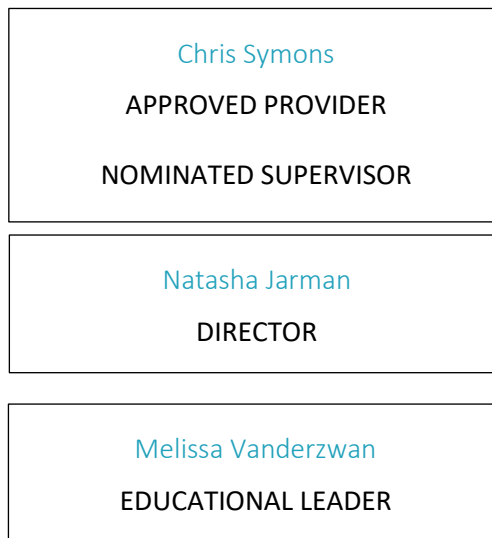 Chris Symons
APPROVED PROVIDER
NOMINATED SUPERVISOR
Natasha Jarman
DIRECTOR
Melissa Vanderzwan
EDUCATIONAL LEADER